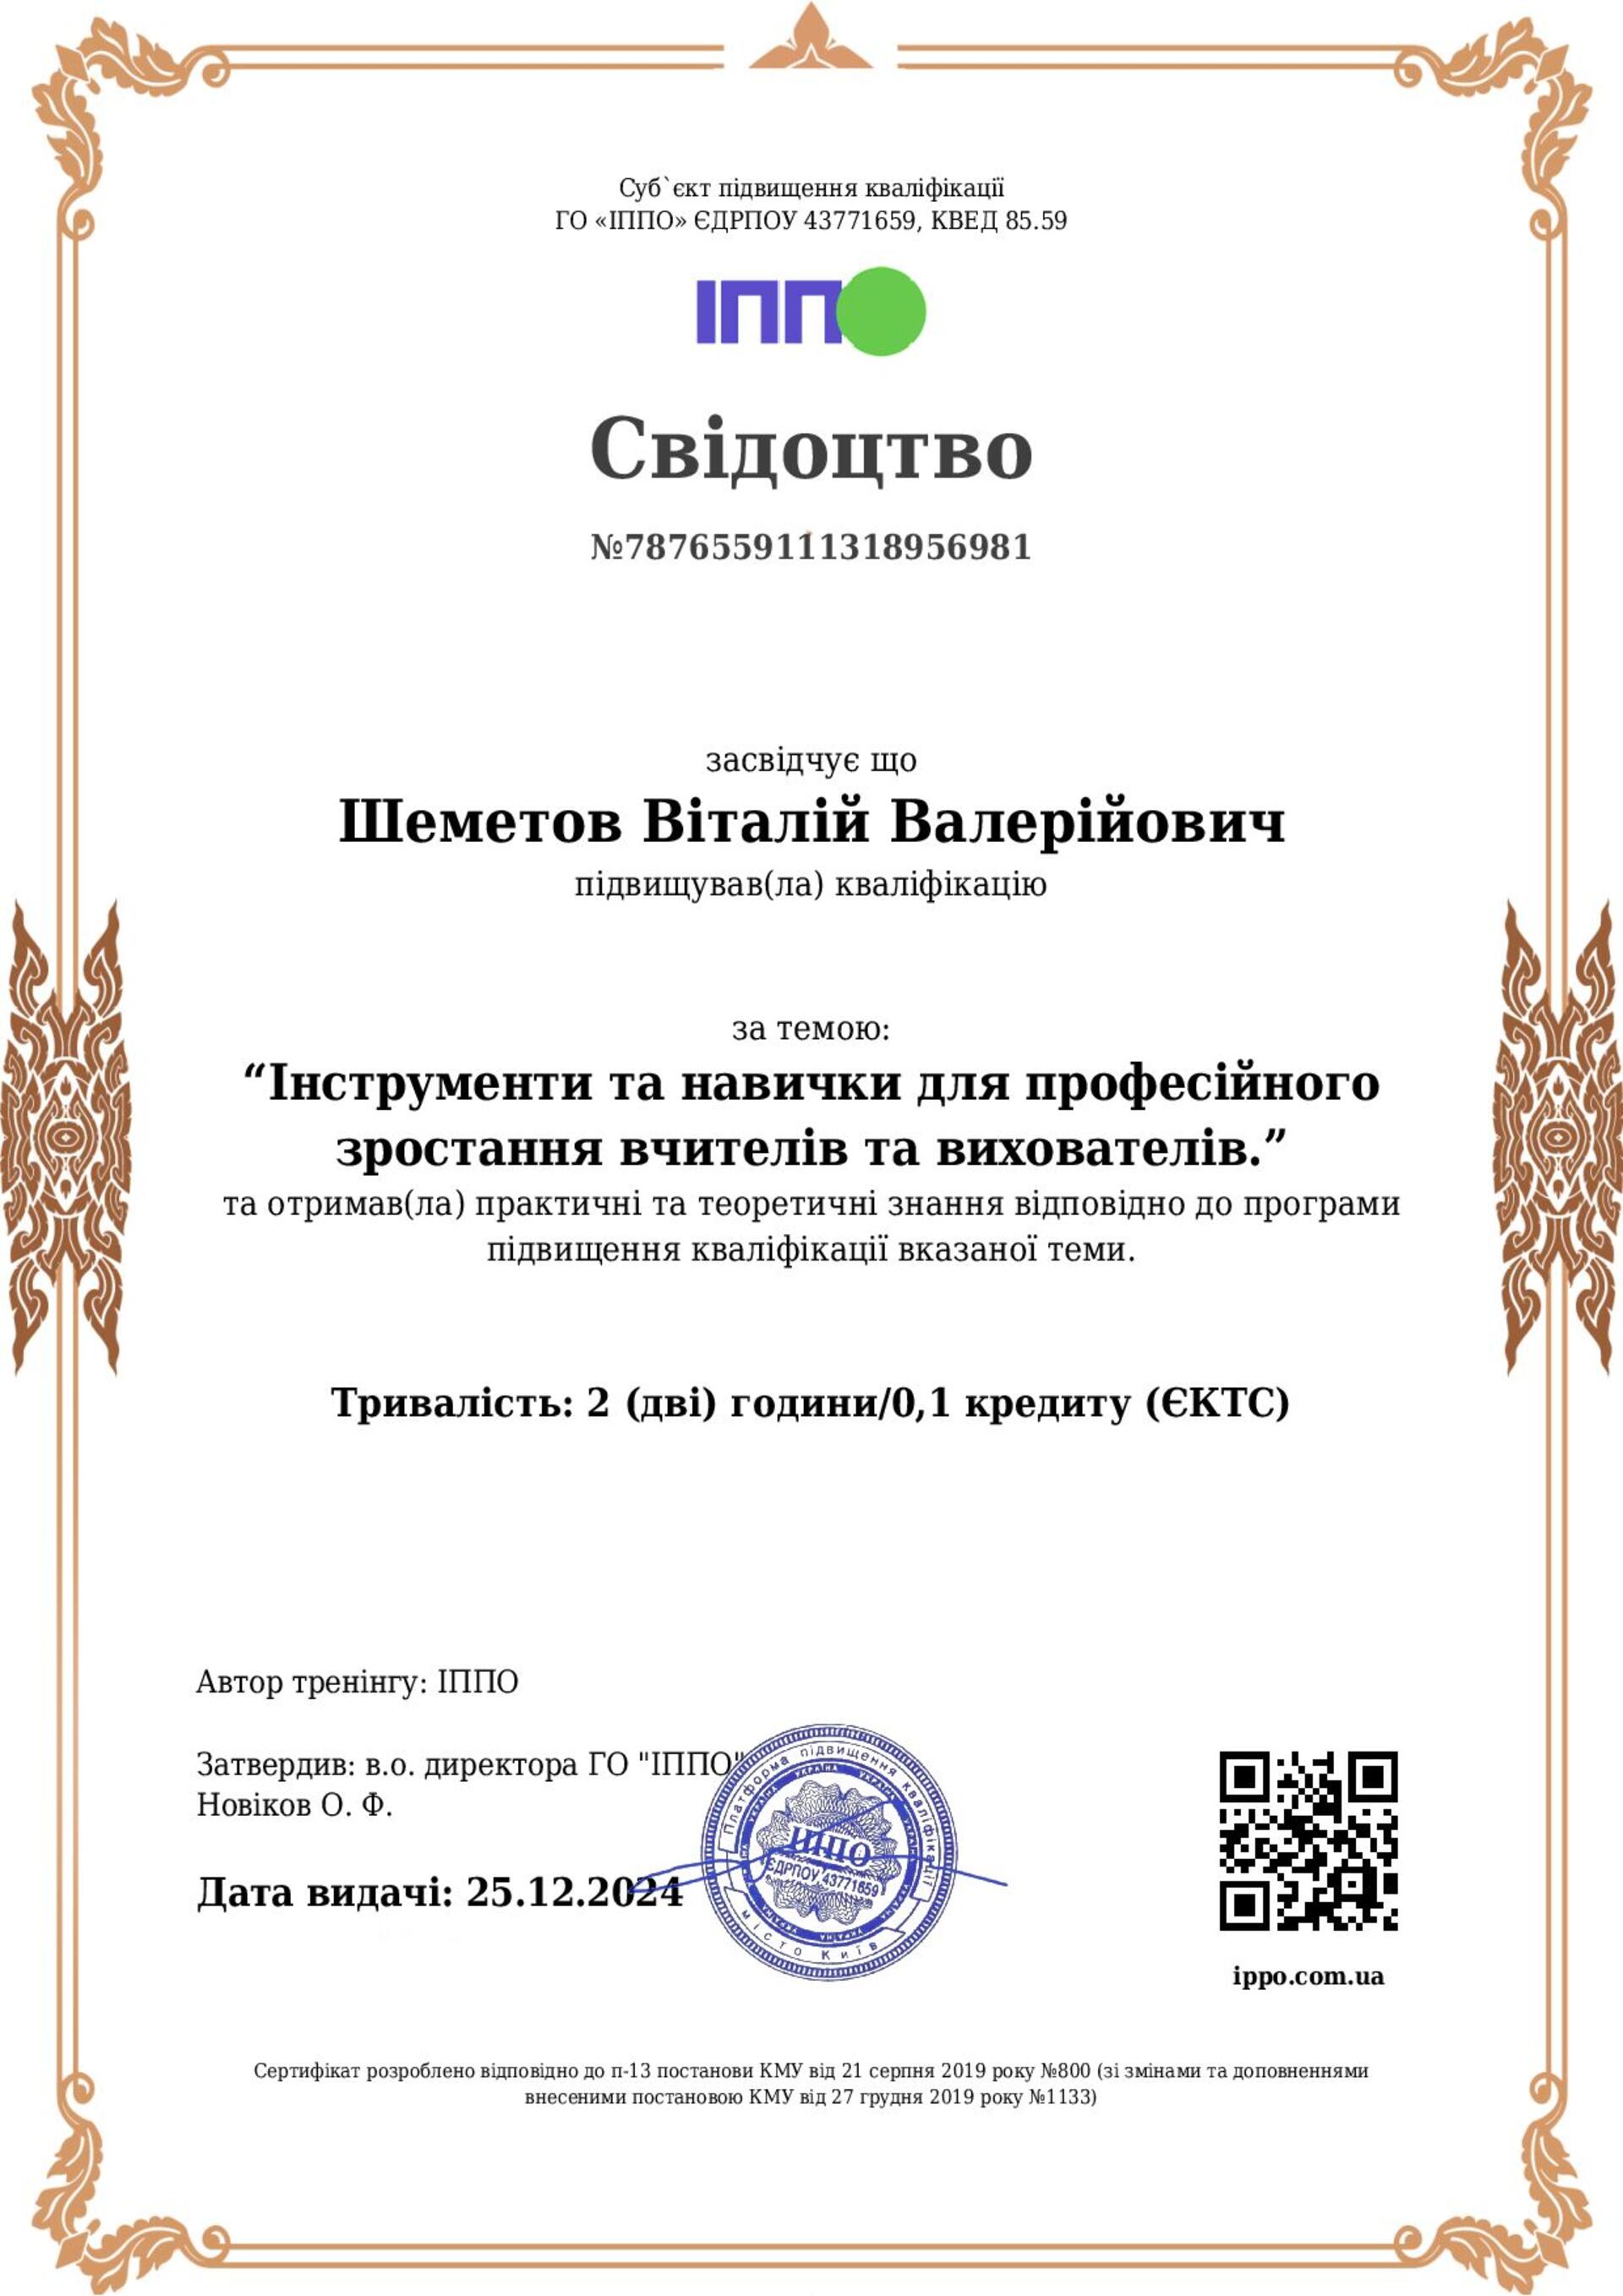 Суб`єкт підвищення кваліфікації
ГО «ІППО» ЄДРПОУ 43771659, КВЕД 85.59
ІППО
Свідоцтво
№7876559111318956981
засвідчує що
Шеметов Віталій Валерійович
підвищував(ла) кваліфікацію
за темою:
“Інструменти та навички для професійного
зростання вчителів та вихователів.”
та отримав(ла) практичні та теоретичні знання відповідно до програми
підвищення кваліфікації вказаної теми.
Тривалість: 2 (дві) години/0,1 кредиту (ЄКТС)
Автор тренінгу: ІППО
Затвердив: в.о. директора ГО "ІППО"
Новіков О. Ф.
Дата видачі: 25.12.2024
Платформа підвищення кваліфікації
УКРАЇНА УКРАЇНА УКРАЇНА
ІППО
ЄДРПОУ 43771659
місто Київ
ippo.com.ua
Сертифікат розроблено відповідно до п-13 постанови КМУ від 21 серпня 2019 року №800 (зі змінами та доповненнями
внесеними постановою КМУ від 27 грудня 2019 року №1133)